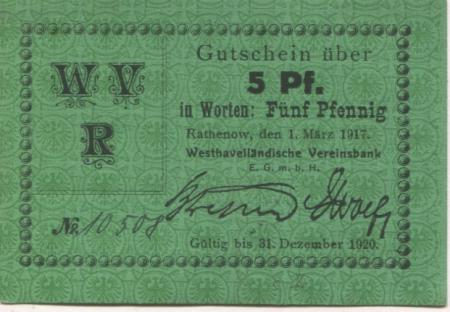 W V
R
Gutschein über
5 Pf.
in Worten: Fünf Pfennig
Rathenow, den 1. März 1917.
Westhavelländische Vereinsbank
E. G. m. b. H.
No. 10508
Gültig bis 31. Dezember 1920.